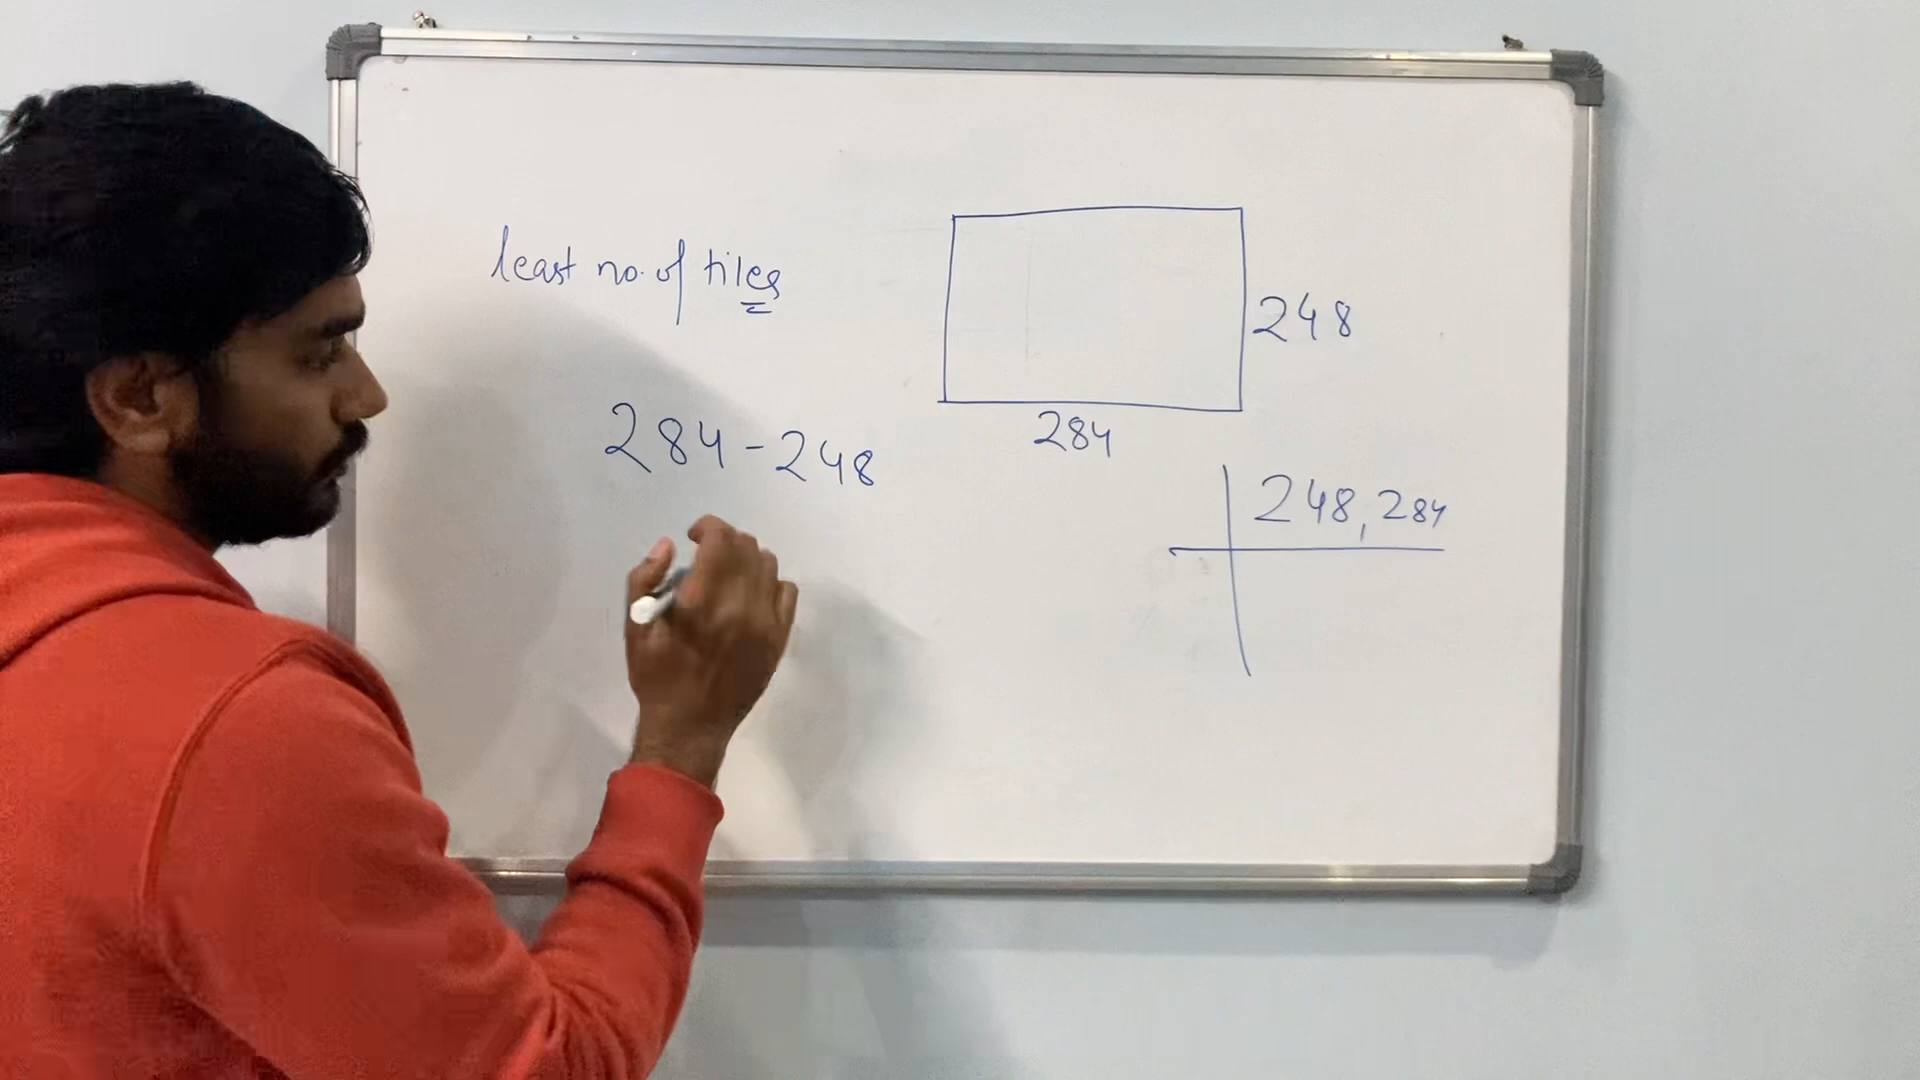 least no. of tiles
248
284
284 - 248
248, 284